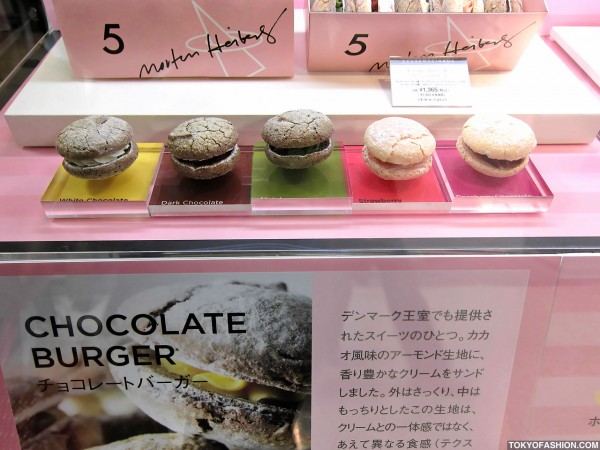 5
Morten Heiberg
5
Morten Heiberg
¥1,365
White Chocolate
Dark Chocolate
Strawberry
CHOCOLATE
BURGER
チョコレートバーガー
デンマーク王室でも提供さ
れたスイーツのひとつ。カカ
オ風味のアーモンド生地に、
香り豊かなクリームをサンド
しました。外はさっくり、中は
もっちりとしたこの生地は、
クリームとの一体感ではなく、
あえて異なる食感(テクス
ホ
TOKYOFASHION.COM